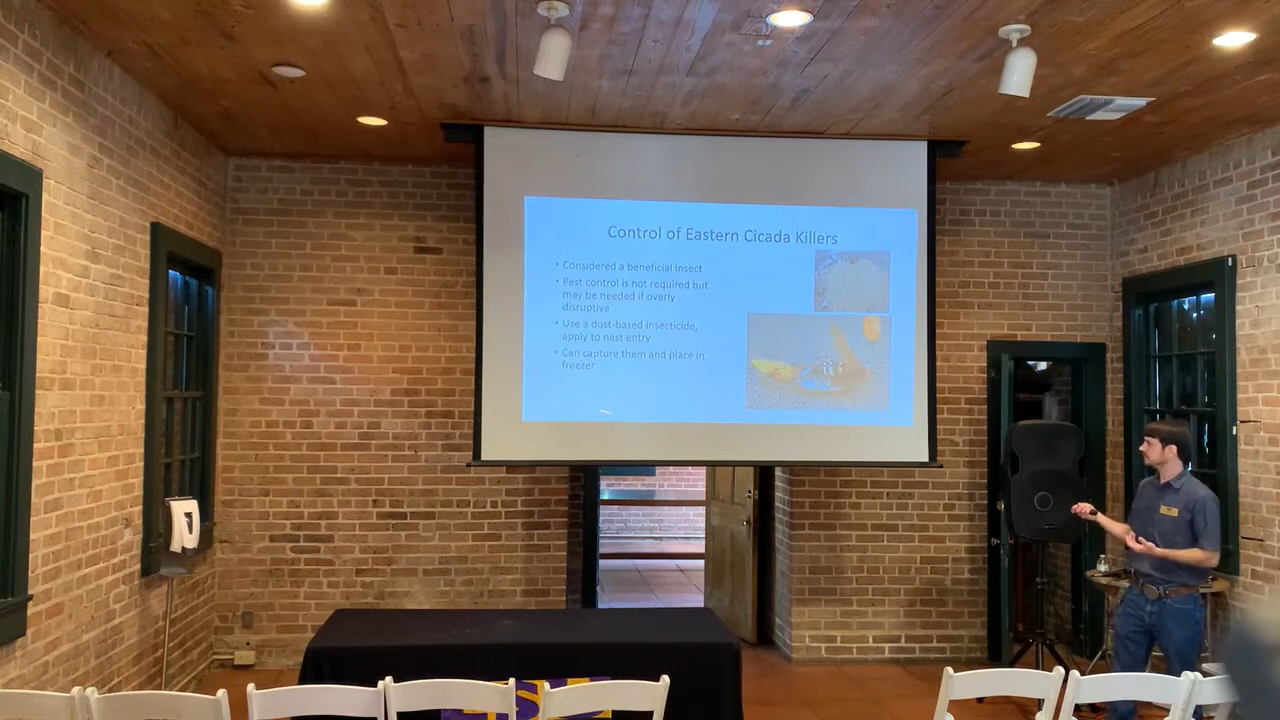 Control of Eastern Cicada Killers
• Considered a beneficial insect
• Pest control is not required but
may be needed if overly
disruptive
• Use a dust-based insecticide,
apply to nest entry
• Can capture them and place in
freezer